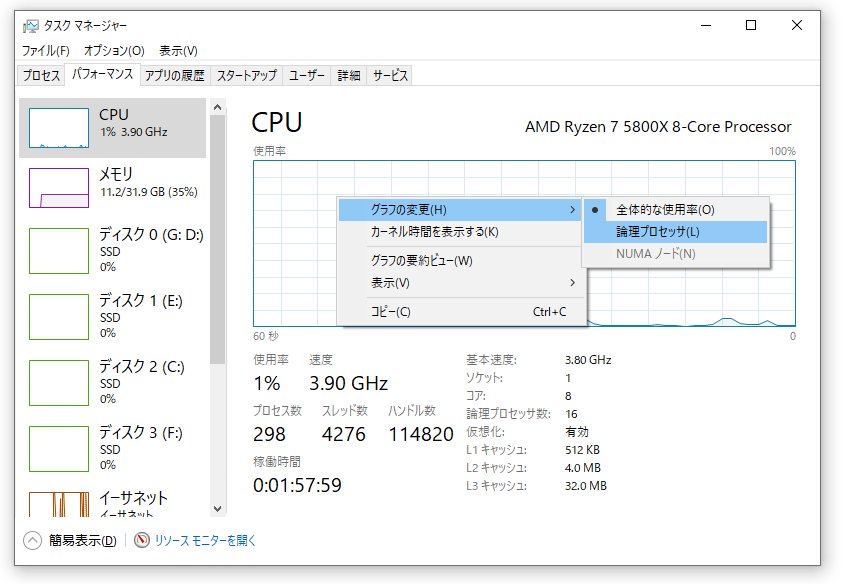 タスク マネージャー
ファイル(F) オプション(O) 表示(V)
プロセス パフォーマンス アプリの履歴 スタートアップ ユーザー 詳細 サービス
CPU
1% 3.90 GHz
メモリ
11.2/31.9 GB (35%)
ディスク 0 (G: D:)
SSD
0%
ディスク 1 (E:)
SSD
0%
ディスク 2 (C:)
SSD
0%
ディスク 3 (F:)
SSD
0%
イーサネット
イーサネット
CPU
AMD Ryzen 7 5800X 8-Core Processor
使用率 100%
グラフの変更(H)
カーネル時間を表示する(K)
グラフの要約ビュー(W)
表示(V)
コピー(C) Ctrl+C
全体的な使用率(O)
論理プロセッサ(L)
NUMA ノード(N)
60 秒 0
使用率 速度
1% 3.90 GHz
プロセス数 スレッド数 ハンドル数
298 4276 114820
稼働時間
0:01:57:59
基本速度: 3.80 GHz
ソケット: 1
コア: 8
論理プロセッサ数: 16
仮想化: 有効
L1 キャッシュ: 512 KB
L2 キャッシュ: 4.0 MB
L3 キャッシュ: 32.0 MB
簡易表示(D) リソース モニターを開く